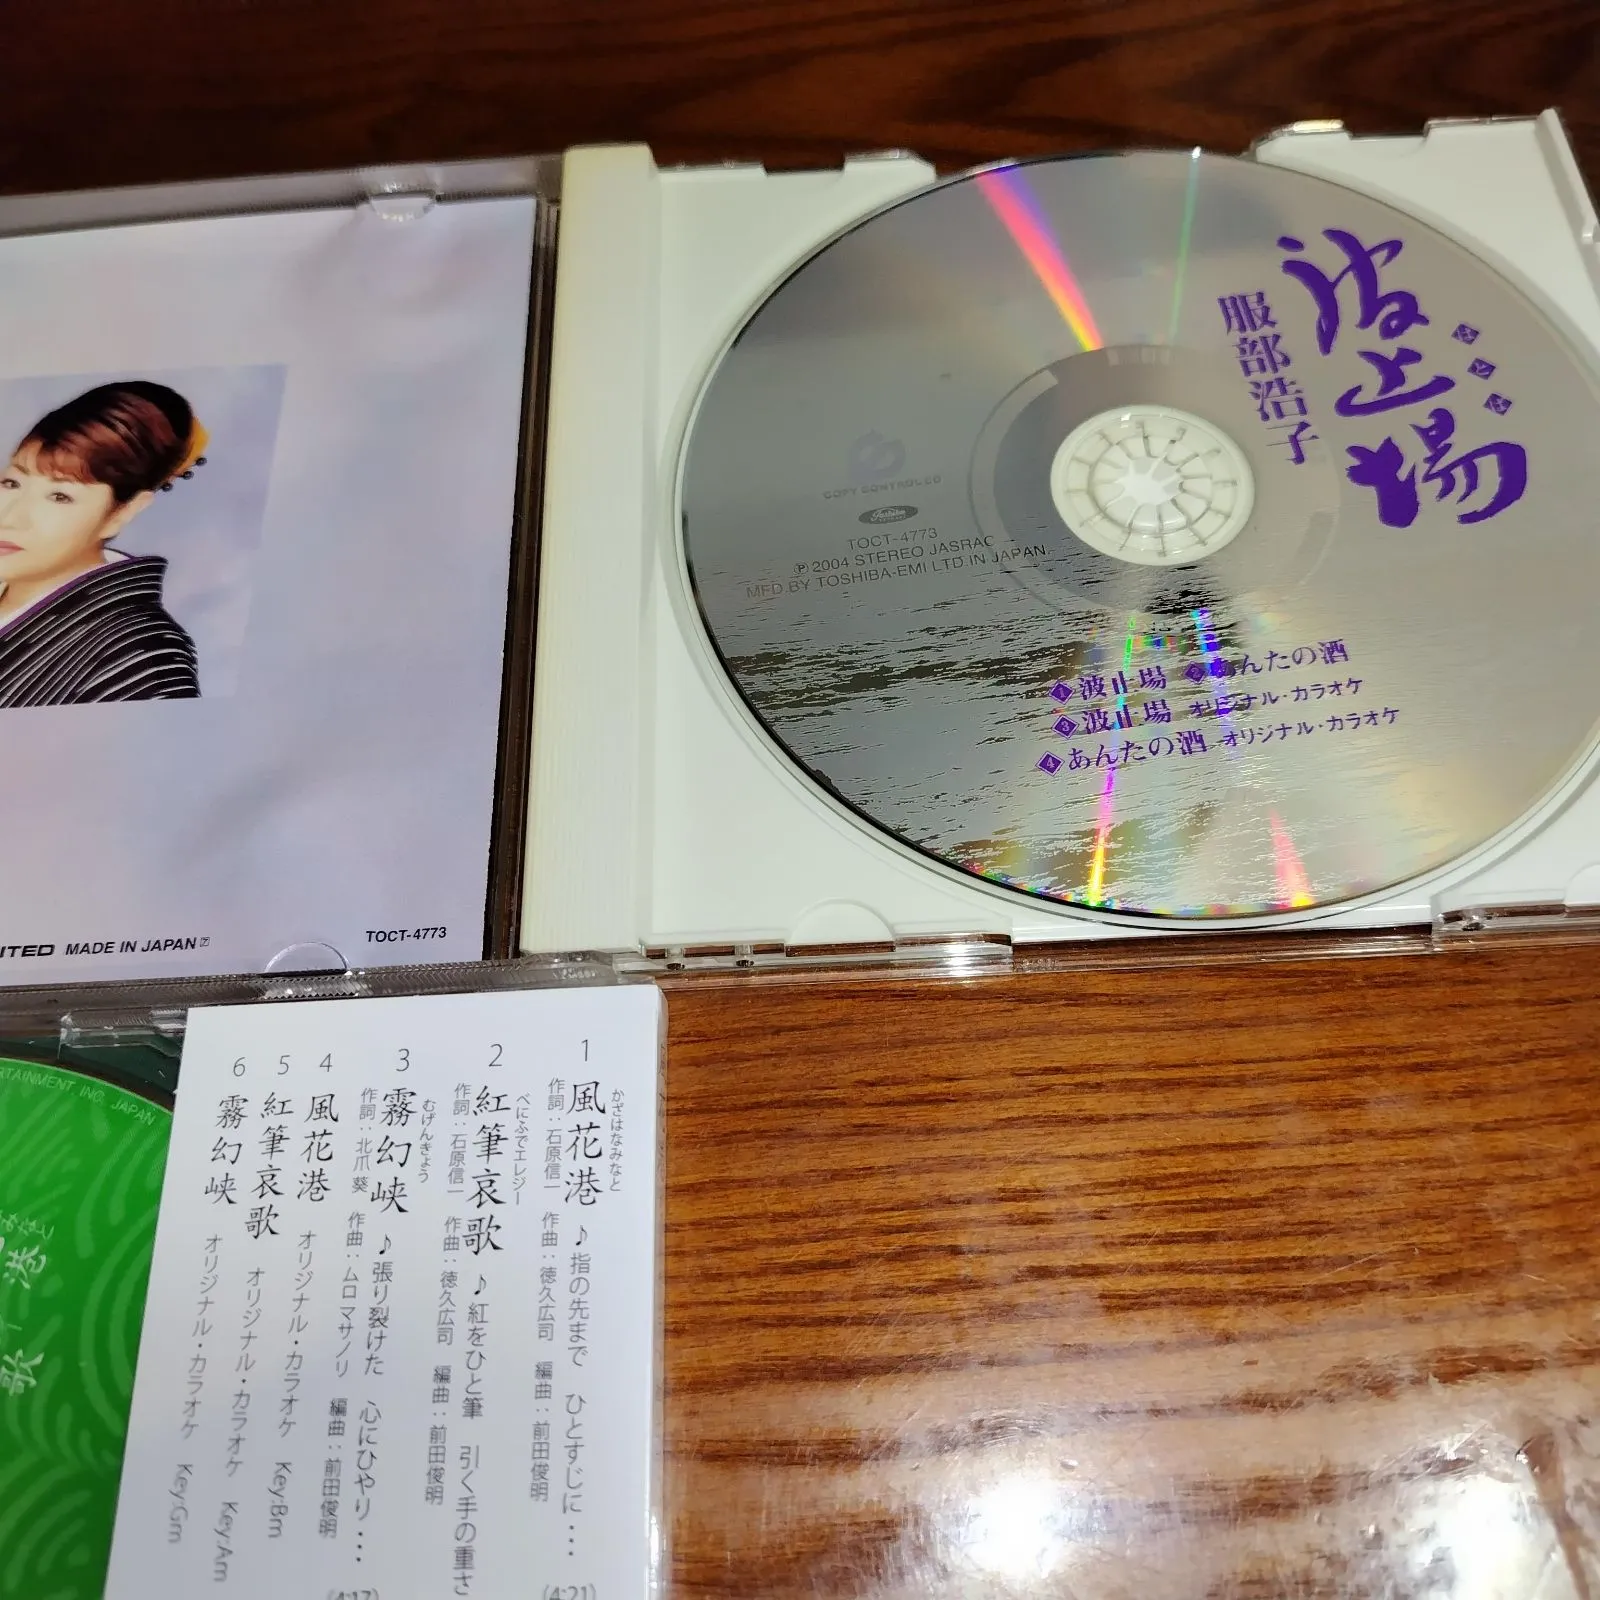 波止場
服部浩子
COPY CONTROLLED
Toshiba
TOCT-4773
Ⓟ2004 STEREO JASRAC
MFD.BY TOSHIBA-EMI LTD.IN JAPAN.
1 波止場 2 あんたの酒
3 波止場 オリジナル・カラオケ
4 あんたの酒 オリジナル・カラオケ
ITED MADE IN JAPAN
TOCT-4773
1 風花港 ♪指の先まで ひとすじに・・・
かざはなみなと
作詞:石原信一 作曲:徳久広司 編曲:前田俊明
(4:21)
2 紅筆哀歌 ♪紅をひと筆 引く手の重さ
べにふでエレジー
作詞:石原信一 作曲:徳久広司 編曲:前田俊明
3 霧幻峡 ♪張り裂けた 心にひやり・・・
むげんきょう
作詞:北爪 葵 作曲:ムロ マサノリ 編曲:前田俊明
(4:17)
4 風花港 オリジナル・カラオケ Key:Bm
5 紅筆哀歌 オリジナル・カラオケ Key:Am
6 霧幻峡 オリジナル・カラオケ Key:Gm
RTAINMENT, INC. JAPAN
みなと
港
歌